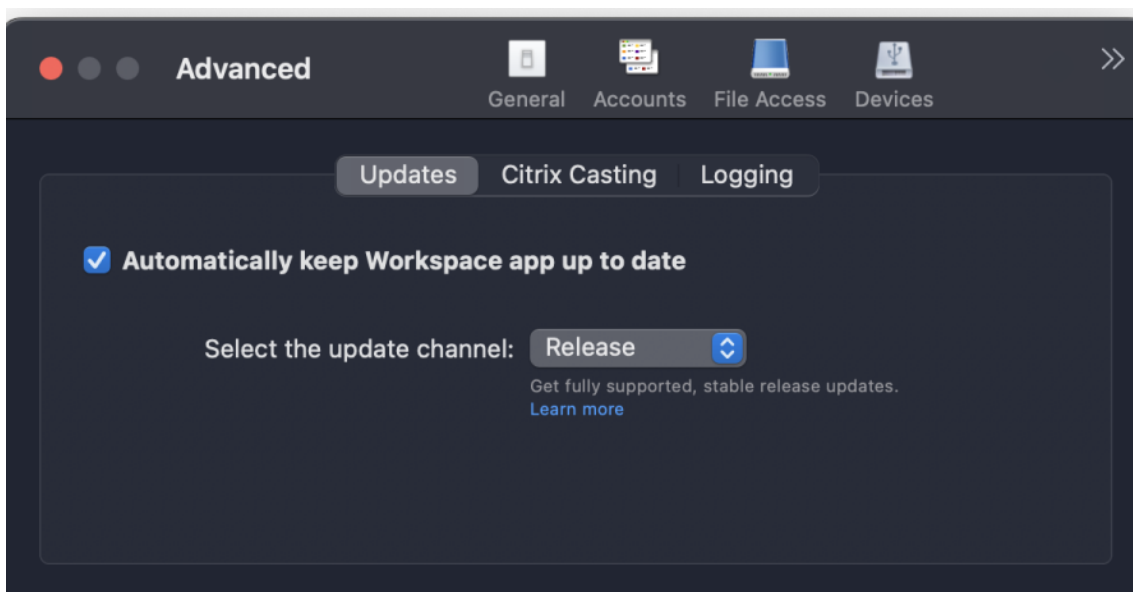 Advanced
General Accounts File Access Devices
Updates Citrix Casting Logging
Automatically keep Workspace app up to date
Select the update channel: Release
Get fully supported, stable release updates.
Learn more